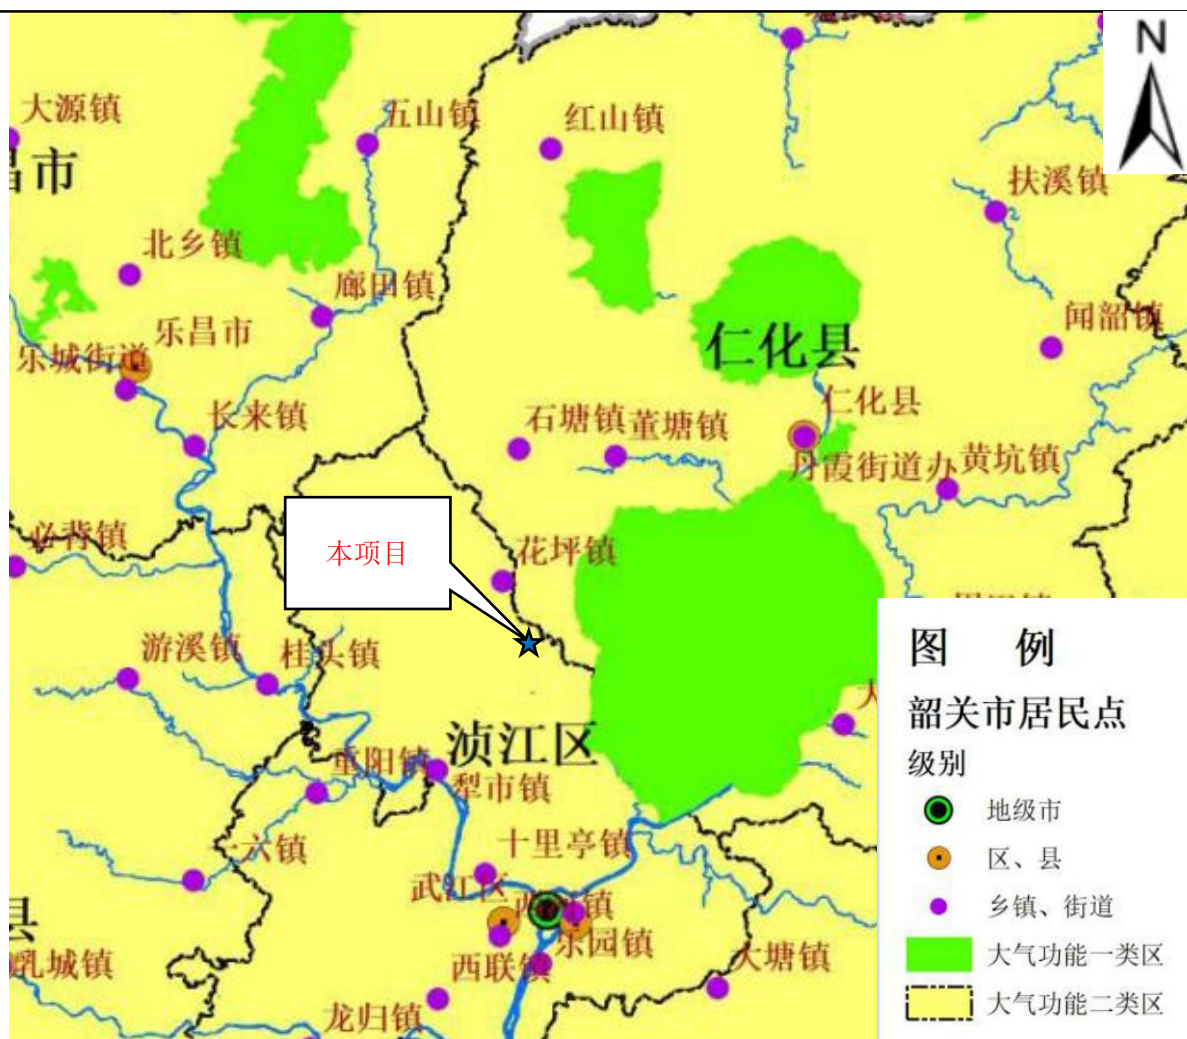 N
大源镇
五山镇
红山镇
昌市
扶溪镇
北乡镇
廊田镇
闻韶镇
乐昌市
仁化县
乐城街道
仁化县
长来镇
石塘镇
董塘镇
丹霞街道办
黄坑镇
必背镇
花坪镇
本项目
游溪镇
桂头镇
浈江区
重阳镇
犁市镇
十里亭镇
一六镇
武江区
县
乳城镇
西联镇
乐园镇
大塘镇
龙归镇
图 例
韶关市居民点
级别
地级市
区、县
乡镇、街道
大气功能一类区
大气功能二类区